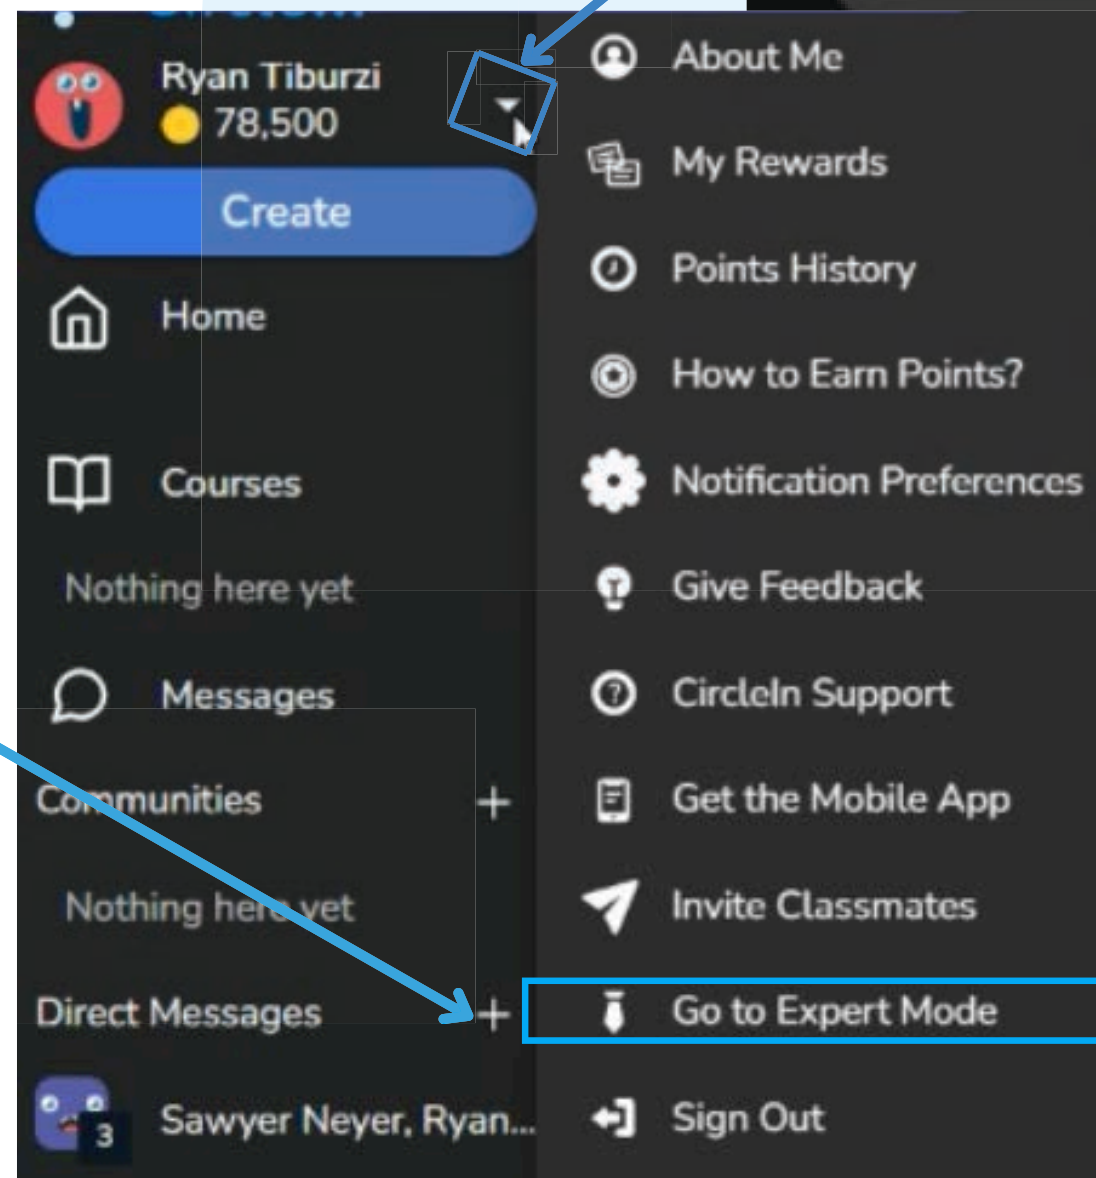 Ryan Tiburzi
78,500
Create
Home
Courses
Nothing here yet
Messages
Communities
+
Nothing here yet
Direct Messages
+
3
Sawyer Neyer, Ryan...
About Me
My Rewards
Points History
How to Earn Points?
Notification Preferences
Give Feedback
? CircleIn Support
Get the Mobile App
Invite Classmates
Go to Expert Mode
Sign Out